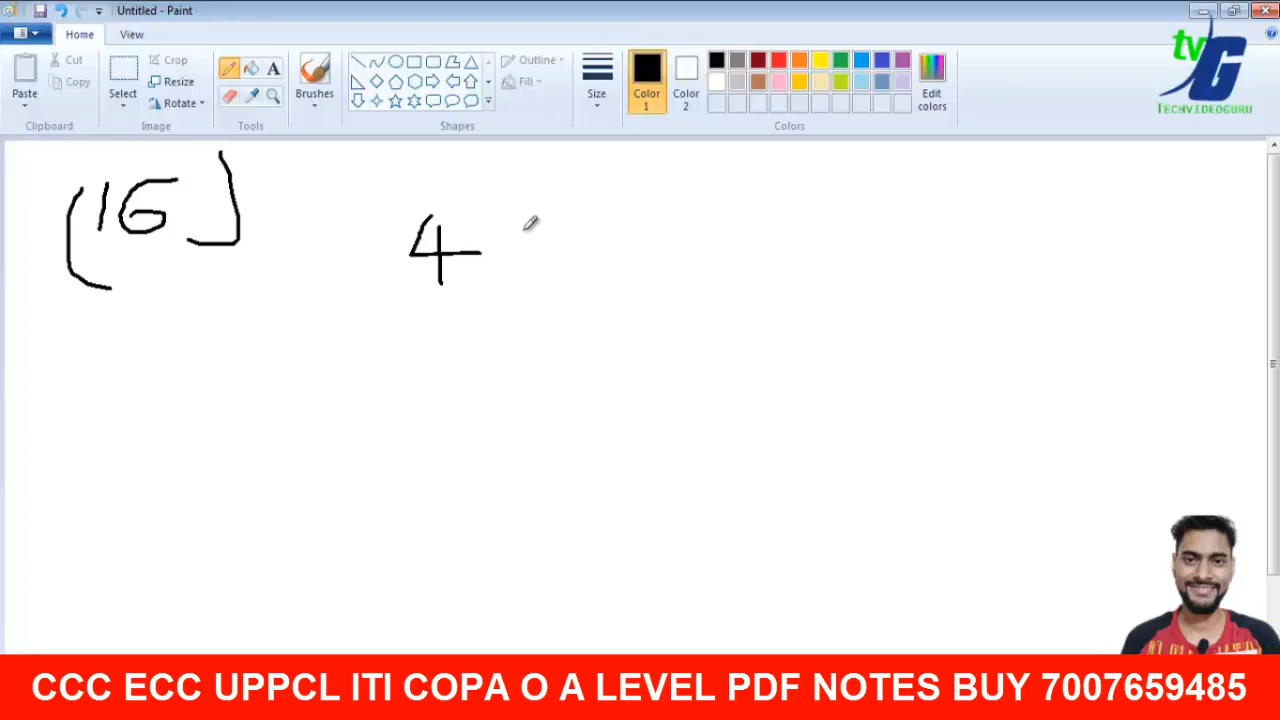 Untitled - Paint
Home View
Paste
Cut
Copy
Clipboard
Select
Crop
Resize
Rotate
Image
A
Tools
Brushes
Outline
Fill
Shapes
Size
Color 1
Color 2
Edit colors
Colors
tv G
TECHVIDEOGURU
(16)
4
CCC ECC UPPCL ITI COPA O A LEVEL PDF NOTES BUY 7007659485